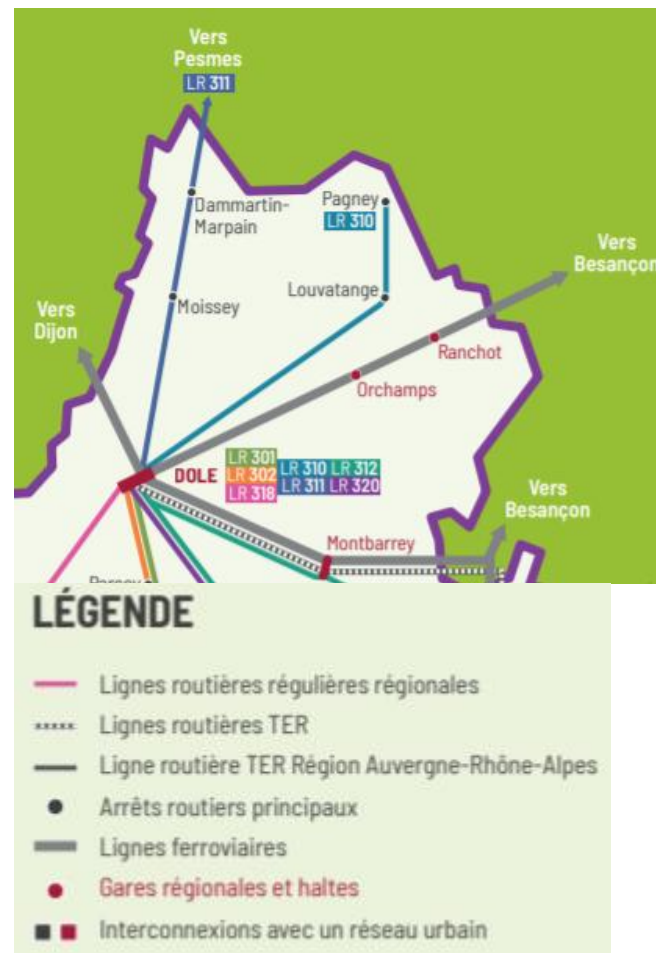 Vers
Pesmes
LR 311
Dammartin-
Marpain
Pagney
LR 310
Vers
Besançon
Louvatange
Moissey
Vers
Dijon
Ranchot
Orchamps
DOLE
LR 301
LR 302
LR 318
LR 310
LR 311
LR 312
LR 320
Vers
Besançon
Montbarrey
LÉGENDE
Lignes routières régulières régionales
Lignes routières TER
Ligne routière TER Région Auvergne-Rhône-Alpes
Arrêts routiers principaux
Lignes ferroviaires
Gares régionales et haltes
Interconnexions avec un réseau urbain